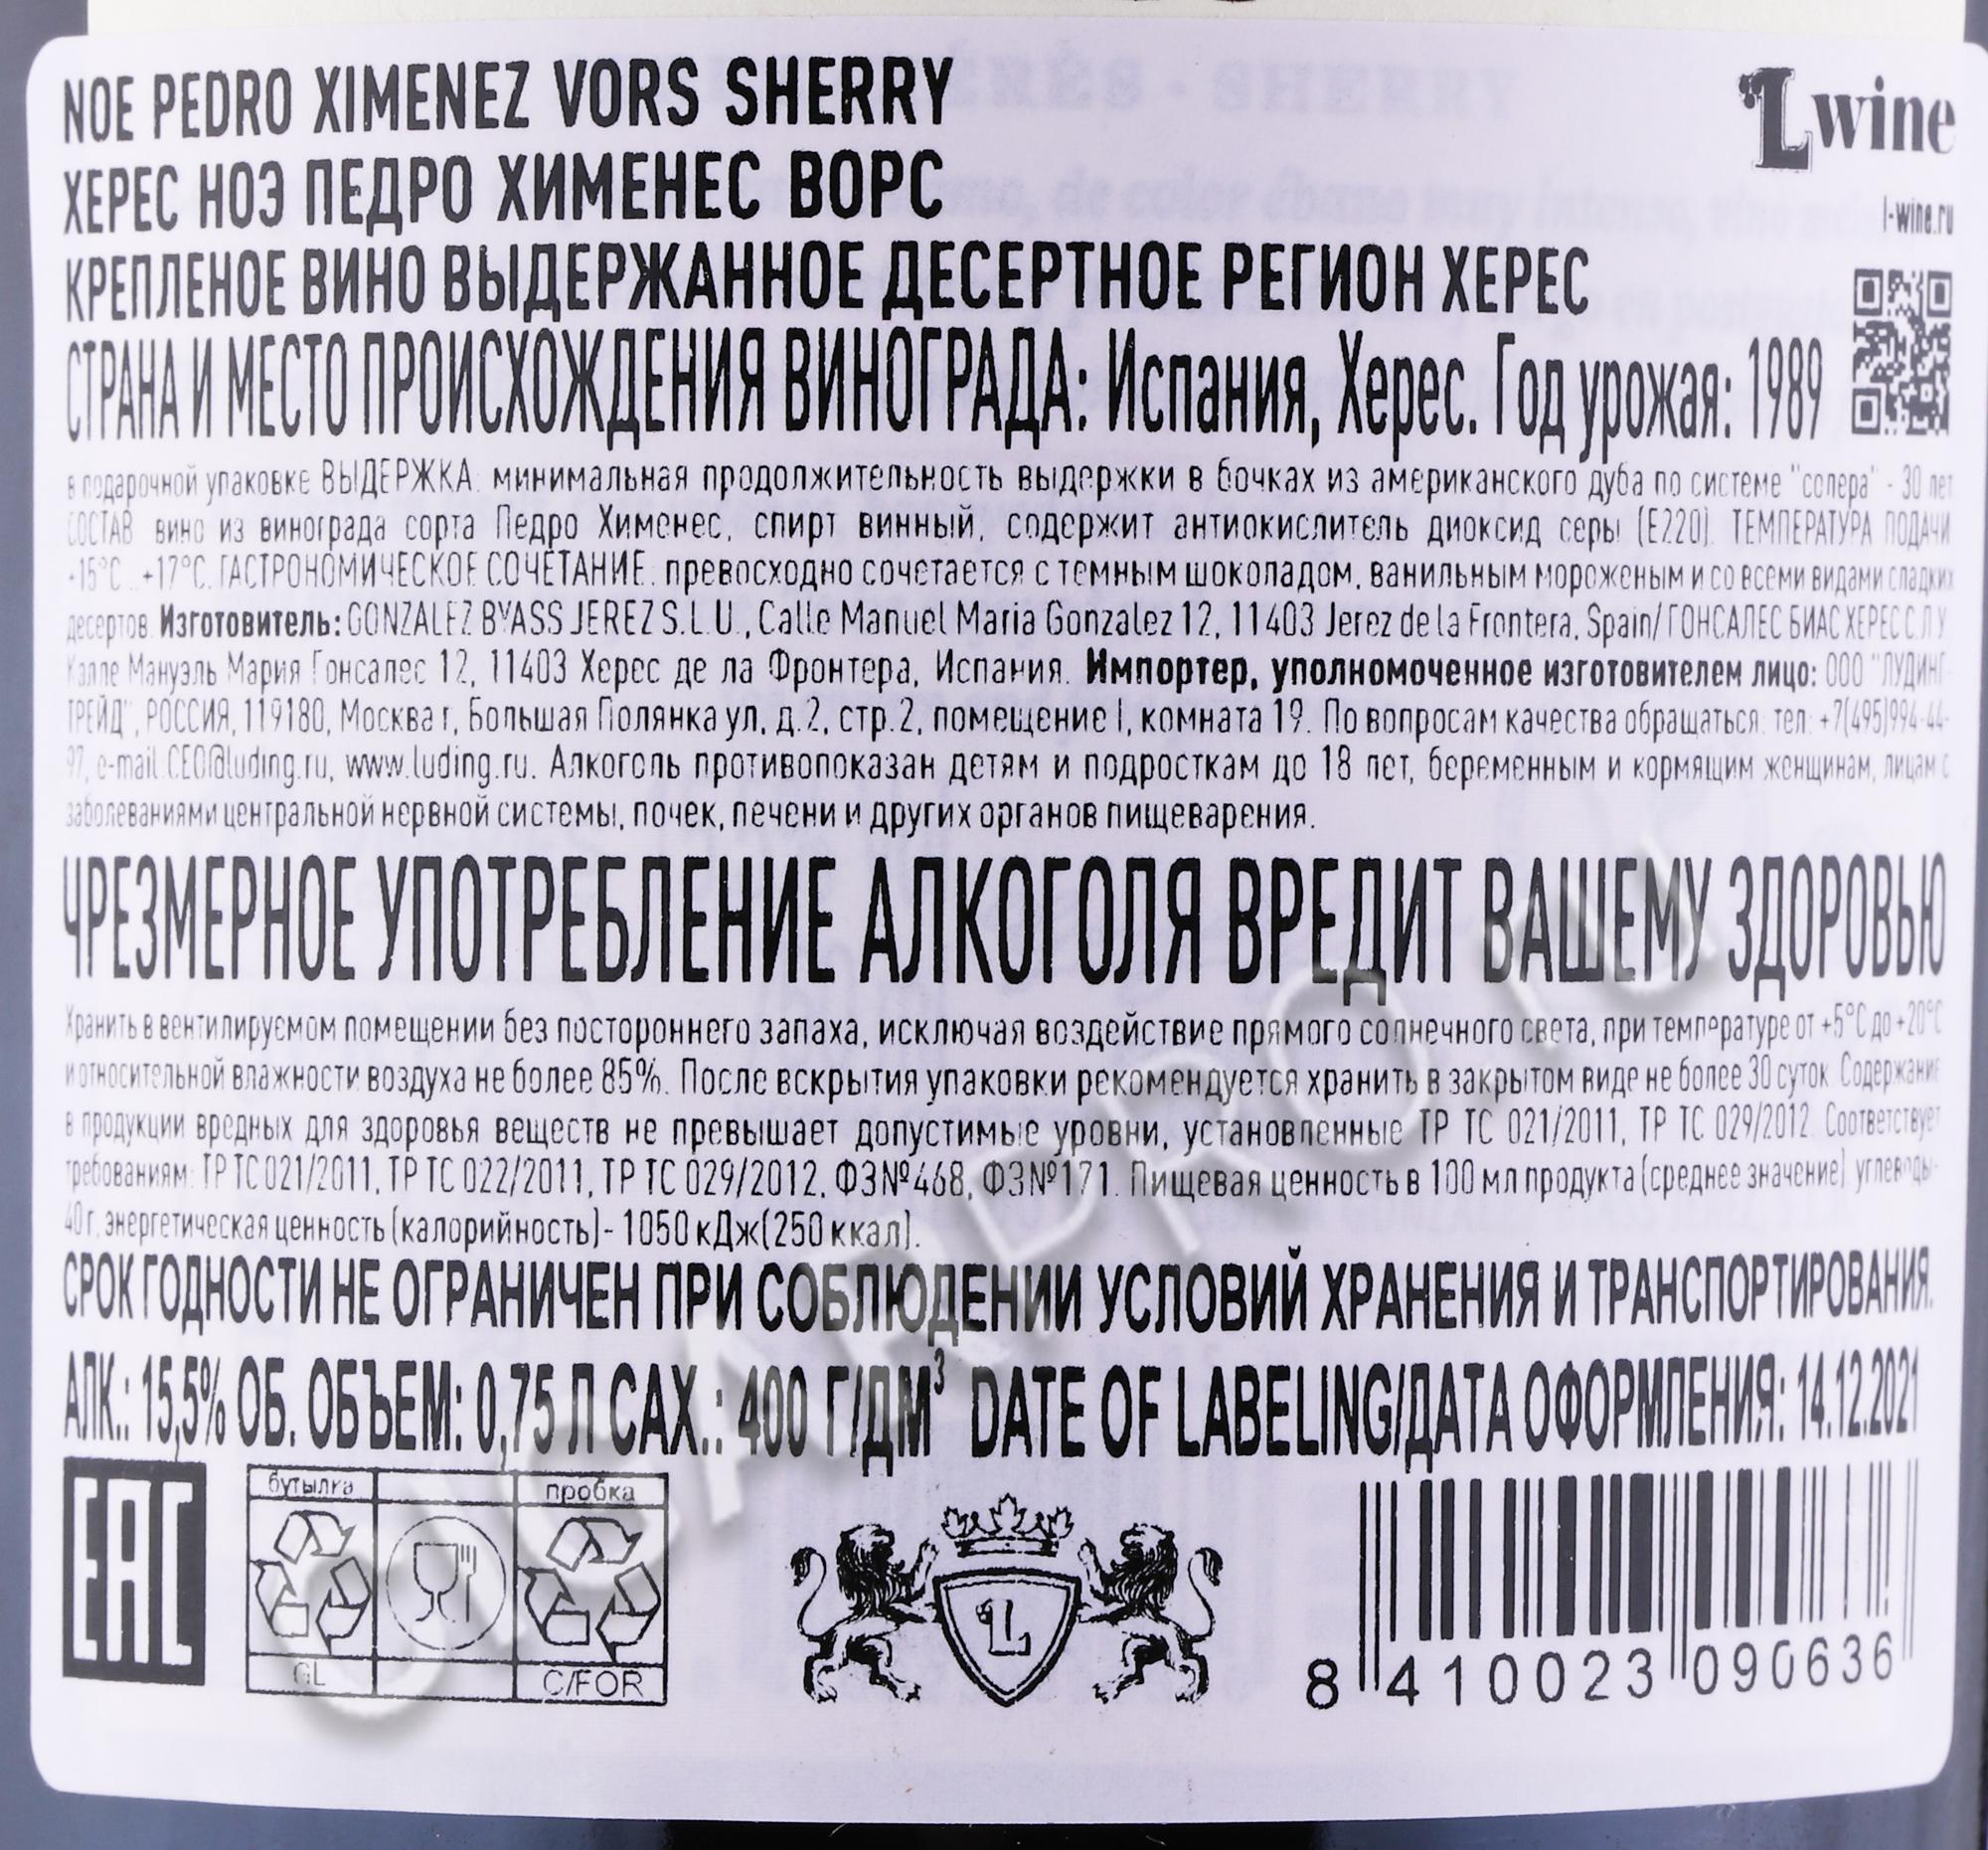 NOE PEDRO XIMENEZ VORS SHERRY
L wine
ХЕРЕС НОЭ ПЕДРО ХИМЕНЕС ВОРС
l-wine.ru
КРЕПЛЕНОЕ ВИНО ВЫДЕРЖАННОЕ ДЕСЕРТНОЕ РЕГИОН ХЕРЕС
СТРАНА И МЕСТО ПРОИСХОЖДЕНИЯ ВИНОГРАДА: Испания, Херес. Год урожая: 1989
в подарочной упаковке ВЫДЕРЖКА: минимальная продолжительность выдержки в бочках из американского дуба по системе "солера" - 30 лет
СОСТАВ: вино из винограда сорта Педро Хименес, спирт винный, содержит антиокислитель диоксид серы (Е220). ТЕМПЕРАТУРА ПОДАЧИ
+15°С...+17°С. ГАСТРОНОМИЧЕСКОЕ СОЧЕТАНИЕ: превосходно сочетается с темным шоколадом, ванильным мороженым и со всеми видами сладких
десертов. Изготовитель: GONZALEZ BYASS JEREZ S.L.U., Calle Manuel Maria Gonzalez 12, 11403 Jerez de la Frontera, Spain/ ГОНСАЛЕС БИАС ХЕРЕС С.Л.У.
Калле Мануэль Мария Гонсалес 12, 11403 Херес де ла Фронтера, Испания. Импортер, уполномоченное изготовителем лицо: ООО "ЛУДИНГ-
ТРЕЙД", РОССИЯ, 119180, Москва г, Большая Полянка ул, д.2, стр.2, помещение I, комната 19. По вопросам качества обращаться: тел: +7(495)994-44-
97, e-mail:CEO@luding.ru, www.luding.ru. Алкоголь противопоказан детям и подросткам до 18 лет, беременным и кормящим женщинам, лицам с
заболеваниями центральной нервной системы, почек, печени и других органов пищеварения.
ЧРЕЗМЕРНОЕ УПОТРЕБЛЕНИЕ АЛКОГОЛЯ ВРЕДИТ ВАШЕМУ ЗДОРОВЬЮ
Хранить в вентилируемом помещении без постороннего запаха, исключая воздействие прямого солнечного света, при температуре от +5°С до +20°С
и относительной влажности воздуха не более 85%. После вскрытия упаковки рекомендуется хранить в закрытом виде не более 30 суток. Содержание
в продукции вредных для здоровья веществ не превышает допустимые уровни, установленные ТР ТС 021/2011, ТР ТС 029/2012. Соответствует
требованиям: ТР ТС 021/2011, ТР ТС 022/2011, ТР ТС 029/2012, ФЗ№468, ФЗ№171. Пищевая ценность в 100 мл продукта (среднее значение): углеводы-
40 г, энергетическая ценность (калорийность)- 1050 кДж(250 ккал).
СРОК ГОДНОСТИ НЕ ОГРАНИЧЕН ПРИ СОБЛЮДЕНИИ УСЛОВИЙ ХРАНЕНИЯ И ТРАНСПОРТИРОВАНИЯ.
АЛК.: 15,5% ОБ. ОБЪЕМ: 0,75 Л САХ.: 400 Г/ДМ³ DATE OF LABELING/ДАТА ОФОРМЛЕНИЯ: 14.12.2021
EAC
бутылка
пробка
GL
C/FOR
L
8 410023 090636
CIGARPRO.ru